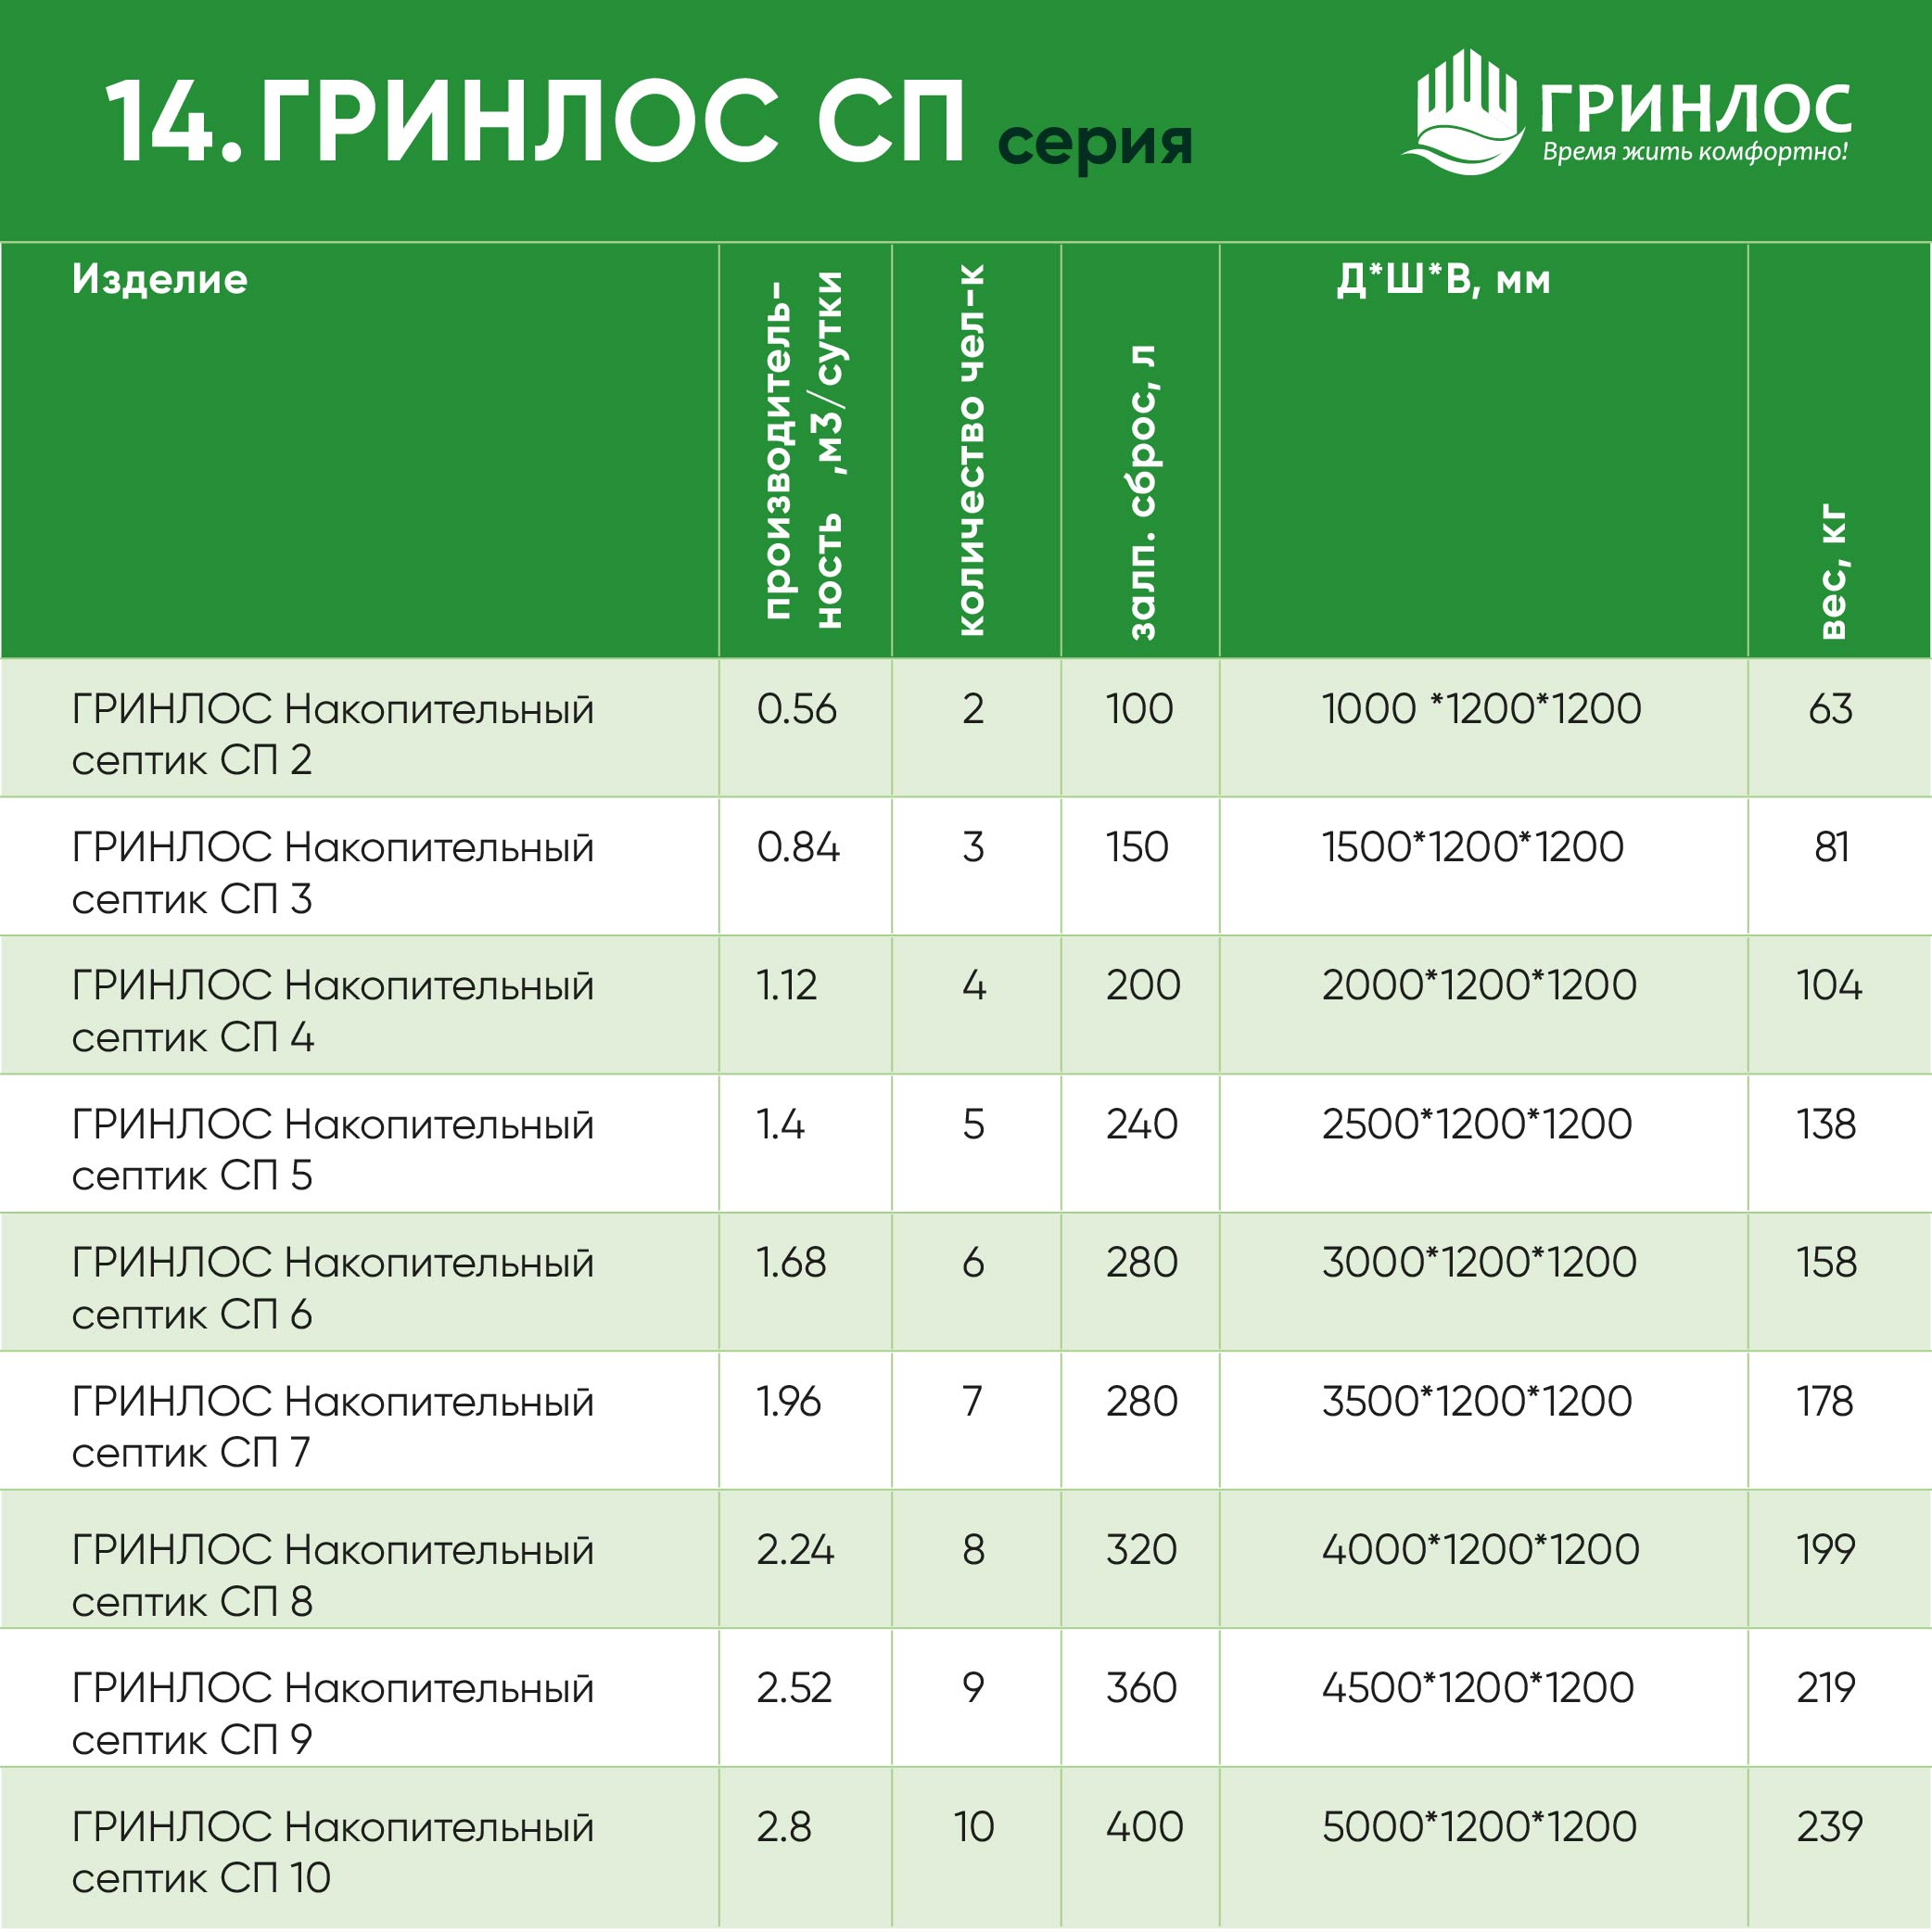 14. ГРИНЛОС СП серия
ГРИНЛОС
Время жить комфортно!
Изделие
производитель-
ность ,м3/сутки
количество чел-к
залп. сброс, л
Д*Ш*В, мм
вес, кг
ГРИНЛОС Накопительный 0.56 2 100 1000 *1200*1200 63
септик СП 2
ГРИНЛОС Накопительный 0.84 3 150 1500*1200*1200 81
септик СП 3
ГРИНЛОС Накопительный 1.12 4 200 2000*1200*1200 104
септик СП 4
ГРИНЛОС Накопительный 1.4 5 240 2500*1200*1200 138
септик СП 5
ГРИНЛОС Накопительный 1.68 6 280 3000*1200*1200 158
септик СП 6
ГРИНЛОС Накопительный 1.96 7 280 3500*1200*1200 178
септик СП 7
ГРИНЛОС Накопительный 2.24 8 320 4000*1200*1200 199
септик СП 8
ГРИНЛОС Накопительный 2.52 9 360 4500*1200*1200 219
септик СП 9
ГРИНЛОС Накопительный 2.8 10 400 5000*1200*1200 239
септик СП 10